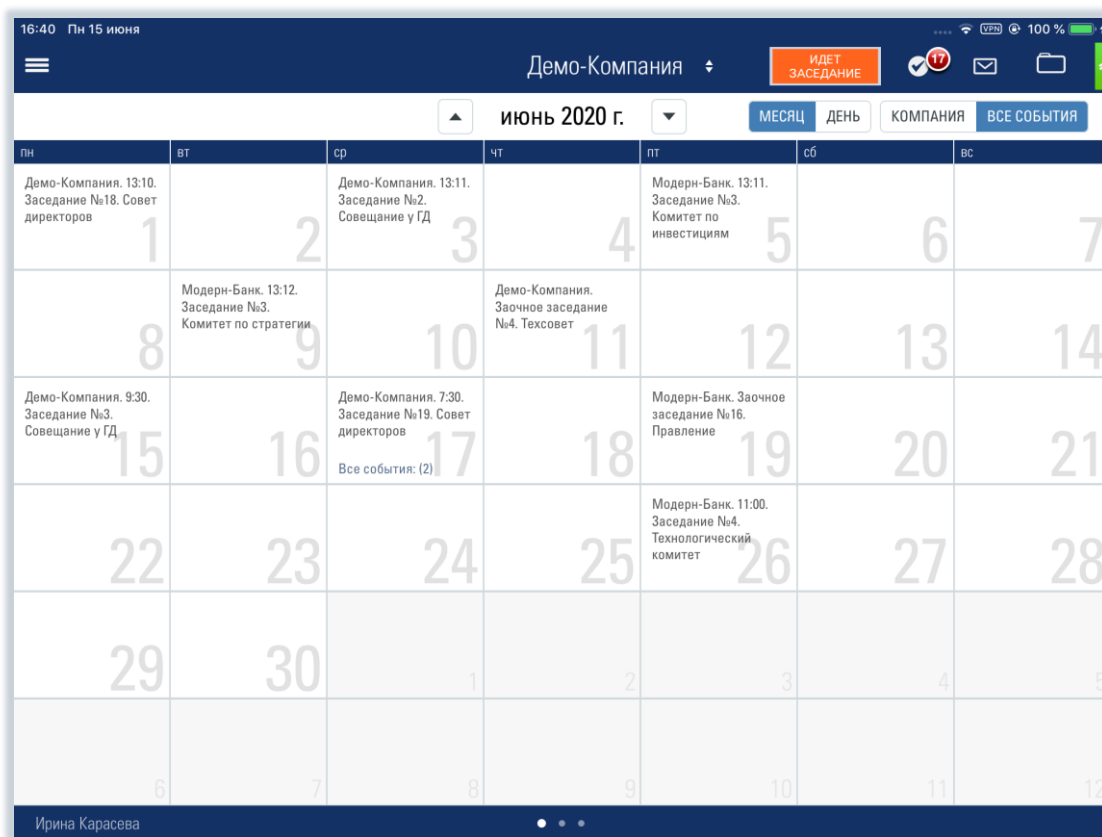 16:40 Пн 15 июня
VPN 100 %
Демо-Компания
ИДЕТ
ЗАСЕДАНИЕ
17
июнь 2020 г.
МЕСЯЦ ДЕНЬ КОМПАНИЯ ВСЕ СОБЫТИЯ
пн вт ср чт пт сб вс
Демо-Компания. 13:10.
Заседание №18. Совет
директоров
1
2
Демо-Компания. 13:11.
Заседание №2.
Совещание у ГД
3
4
Модерн-Банк. 13:11.
Заседание №3.
Комитет по
инвестициям
5
6
7
8
Модерн-Банк. 13:12.
Заседание №3.
Комитет по стратегии
9
10
Демо-Компания.
Заочное заседание
№4. Техсовет
11
12
13
14
Демо-Компания. 9:30.
Заседание №3.
Совещание у ГД
15
16
Демо-Компания. 7:30.
Заседание №19. Совет
директоров
Все события: (2)
17
18
Модерн-Банк. Заочное
заседание №16.
Правление
19
20
21
22
23
24
25
Модерн-Банк. 11:00.
Заседание №4.
Технологический
комитет
26
27
28
29
30
1
2
3
4
5
6
7
8
9
10
11
12
Ирина Карасева